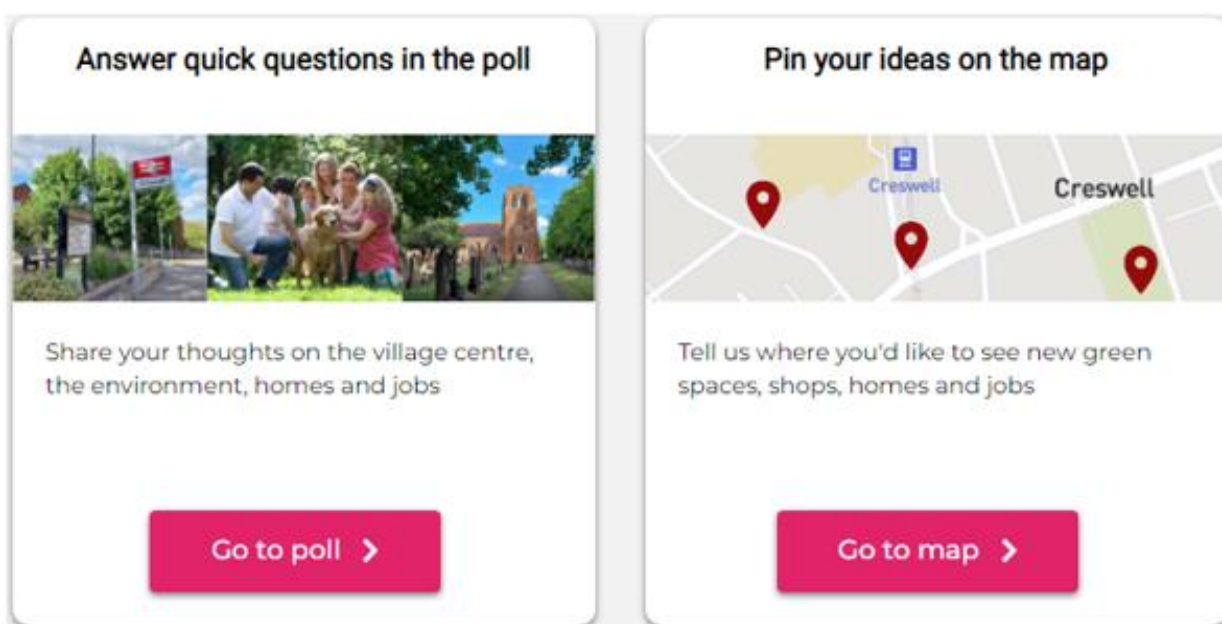 Answer quick questions in the poll
Share your thoughts on the village centre,
the environment, homes and jobs
Go to poll
Pin your ideas on the map
Creswell
Creswell
Tell us where you'd like to see new green
spaces, shops, homes and jobs
Go to map